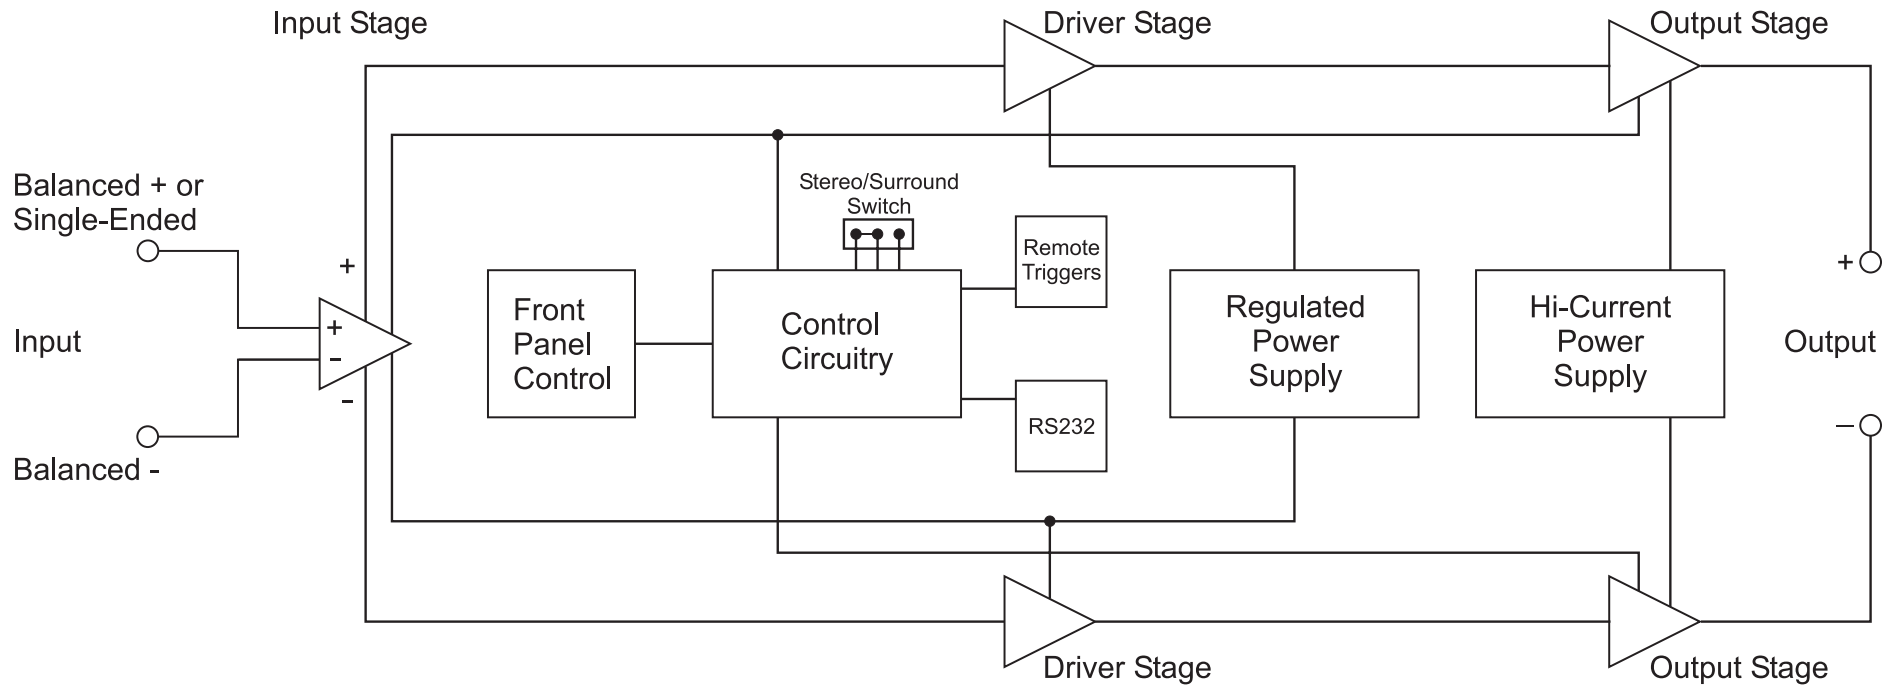 Input Stage
Driver Stage
Output Stage
Balanced + or
Single-Ended
Stereo/Surround
Switch
Remote
Triggers
+
+
-
-
Front
Panel
Control
Control
Circuitry
Regulated
Power
Supply
Hi-Current
Power
Supply
+
Input
Output
RS232
–
Balanced -
Driver Stage
Output Stage